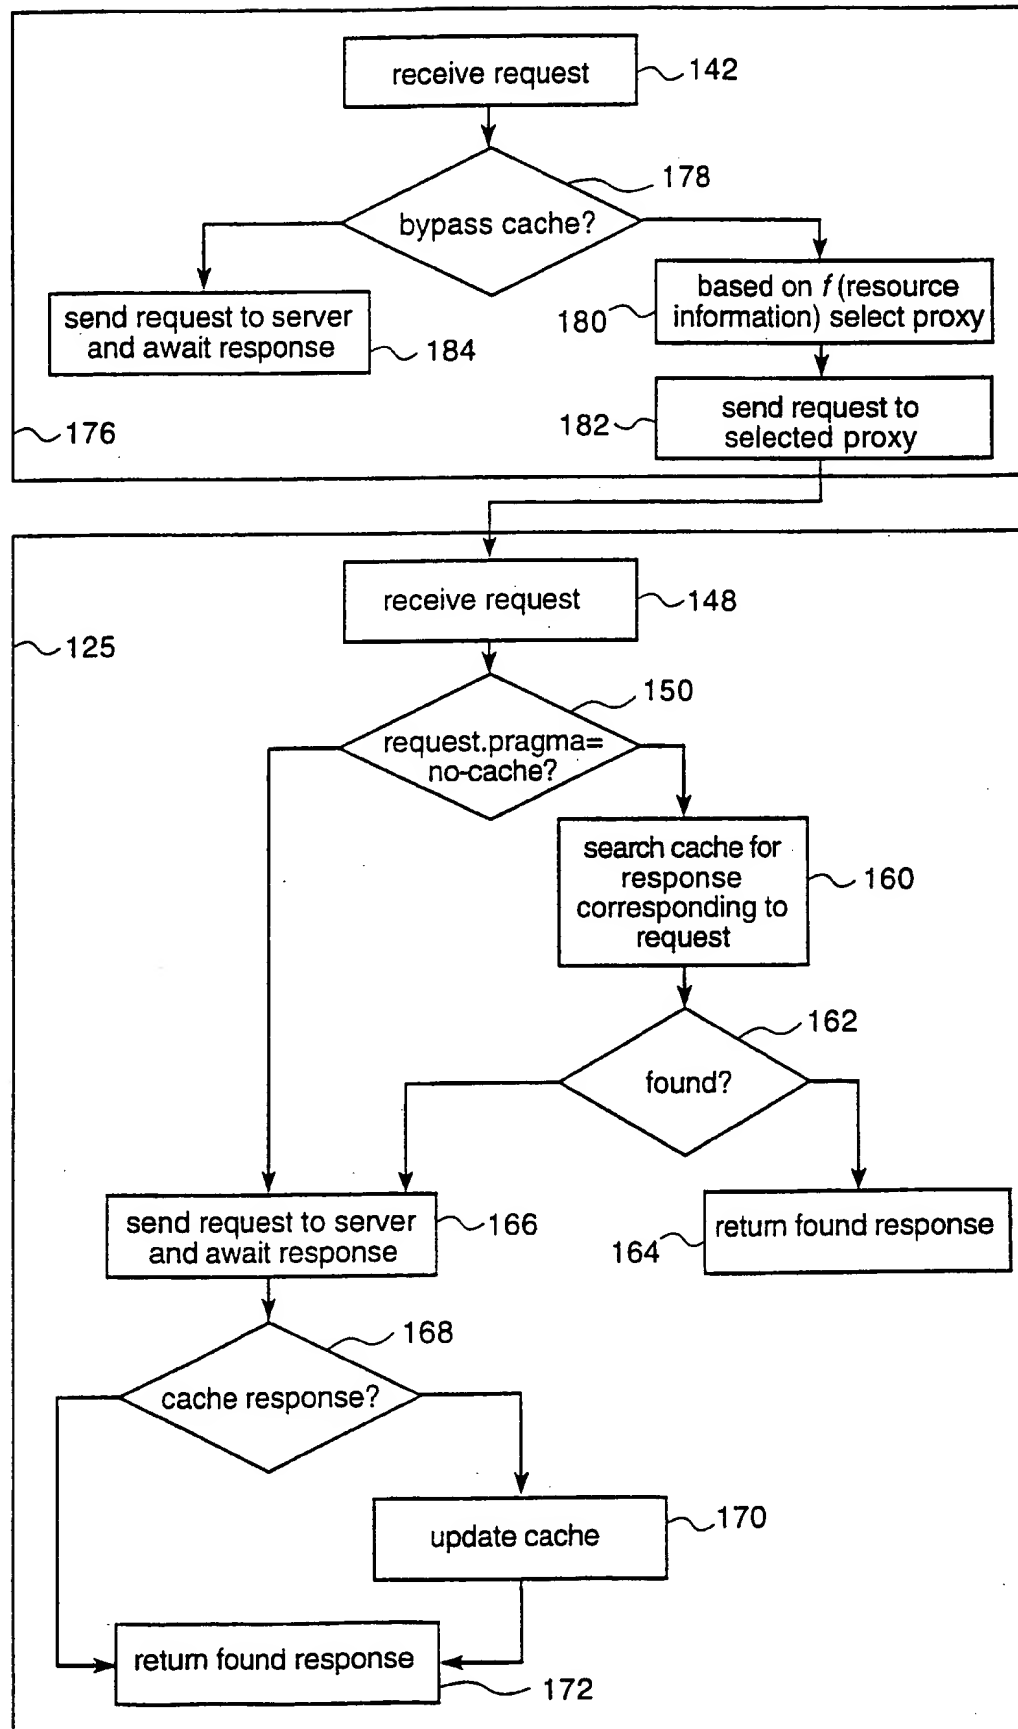 receive request
142
178
bypass cache?
send request to server
and await response
184
based on f (resource
information) select proxy
180
send request to
selected proxy
182
176
receive request
148
125
150
request.pragma=
no-cache?
search cache for
response
corresponding to
request
160
162
found?
send request to server
and await response
166
return found response
164
168
cache response?
update cache
170
return found response
172